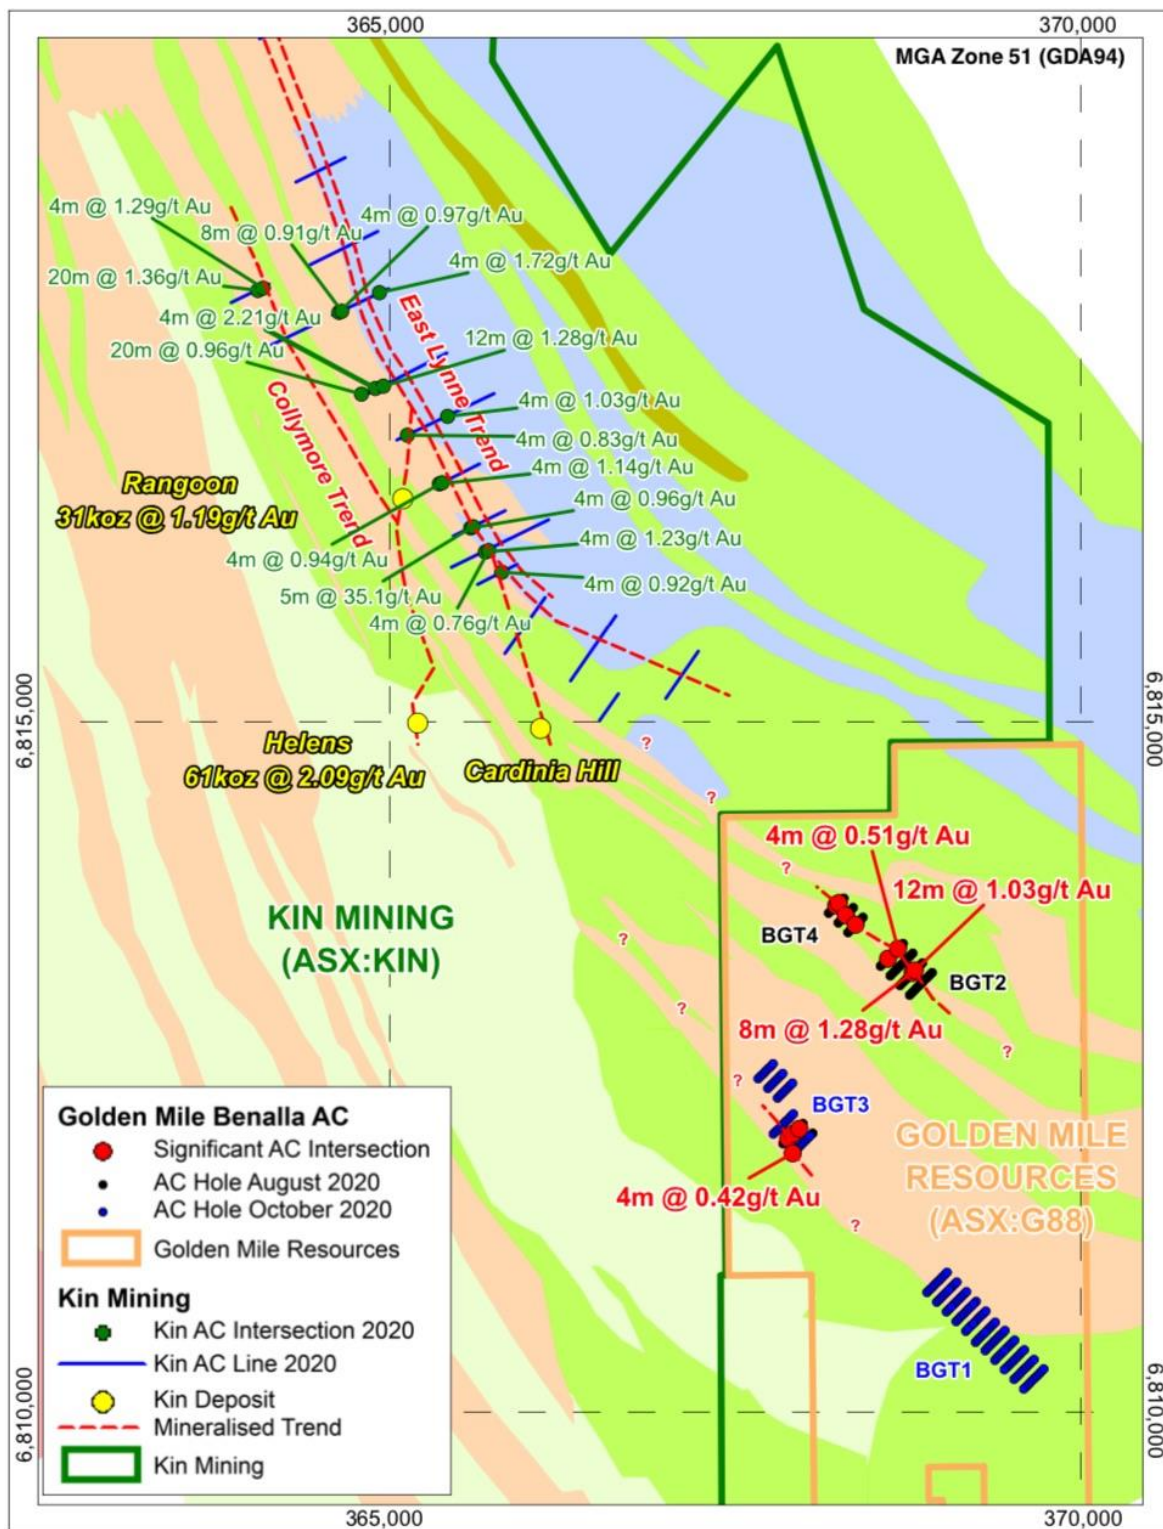 365,000
370,000
MGA Zone 51 (GDA94)
4m @ 1.29g/t Au
4m @ 0.97g/t Au
8m @ 0.91g/t Au
4m @ 1.72g/t Au
20m @ 1.36g/t Au
4m @ 2.21g/t Au
12m @ 1.28g/t Au
20m @ 0.96g/t Au
East Lynne Trend
Collymore Trend
4m @ 1.03g/t Au
4m @ 0.83g/t Au
4m @ 1.14g/t Au
Rangoon
31koz @ 1.19g/t Au
4m @ 0.96g/t Au
4m @ 1.23g/t Au
4m @ 0.94g/t Au
4m @ 0.92g/t Au
5m @ 35.1g/t Au
4m @ 0.76g/t Au
6,815,000
6,815,000
Helens
61koz @ 2.09g/t Au
Cardinia Hill
?
?
4m @ 0.51g/t Au
?
12m @ 1.03g/t Au
KIN MINING
(ASX:KIN)
BGT4
?
BGT2
?
8m @ 1.28g/t Au
?
?
BGT3
GOLDEN MILE
RESOURCES
(ASX:G88)
4m @ 0.42g/t Au
?
BGT1
Golden Mile Benalla AC
Significant AC Intersection
AC Hole August 2020
AC Hole October 2020
Golden Mile Resources
Kin Mining
Kin AC Intersection 2020
Kin AC Line 2020
Kin Deposit
Mineralised Trend
Kin Mining
6,810,000
6,810,000
365,000
370,000